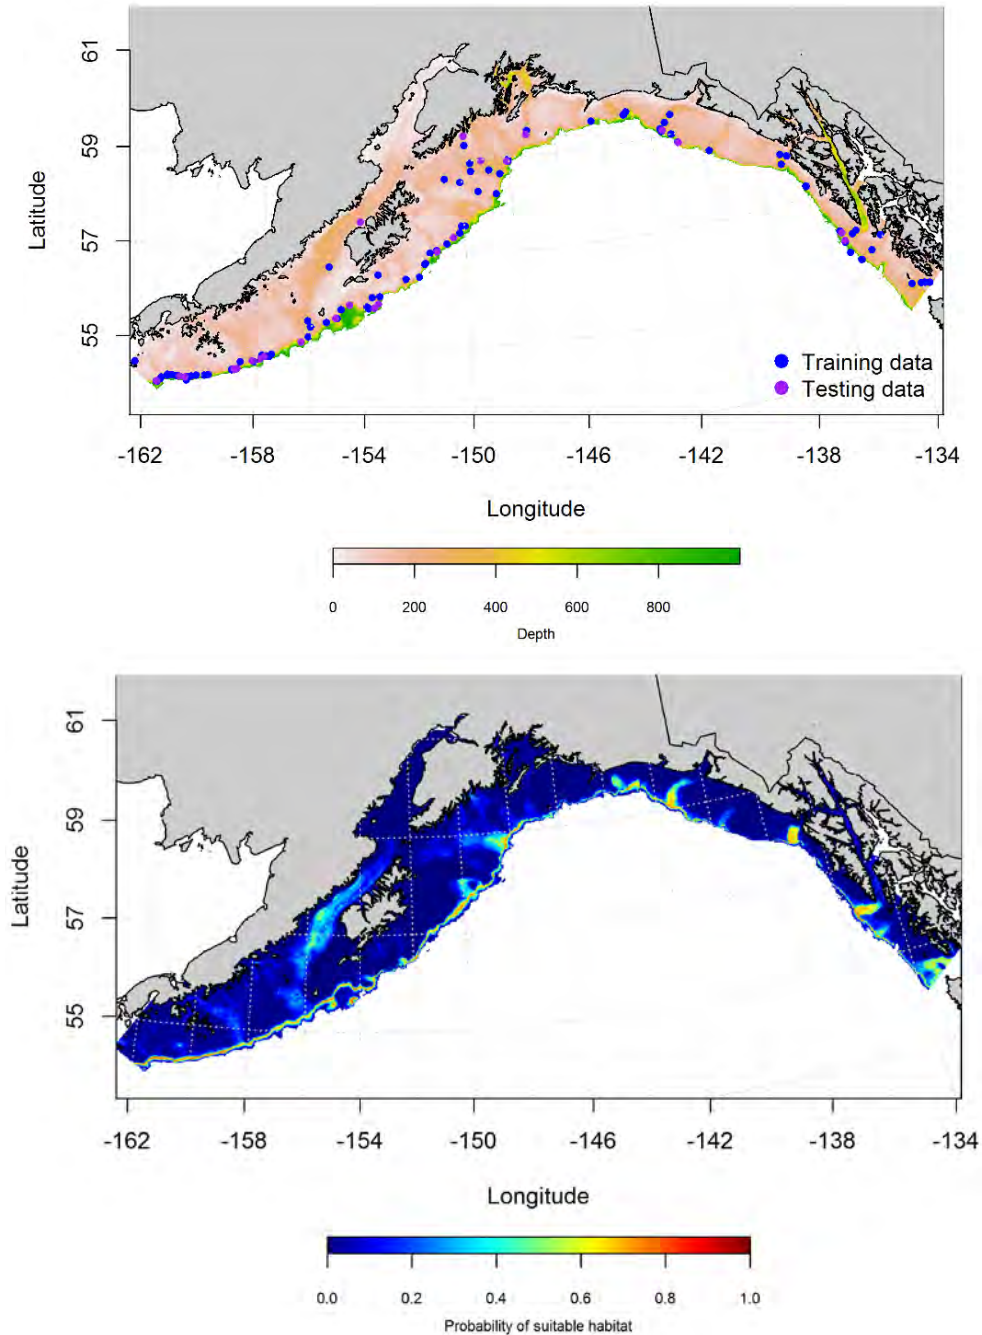 61
59
57
55
Latitude
Training data
Testing data
-162 -158 -154 -150 -146 -142 -138 -134
Longitude
0 200 400 600 800
Depth
61
59
57
55
Latitude
-162 -158 -154 -150 -146 -142 -138 -134
Longitude
0.0 0.2 0.4 0.6 0.8 1.0
Probability of suitable habitat